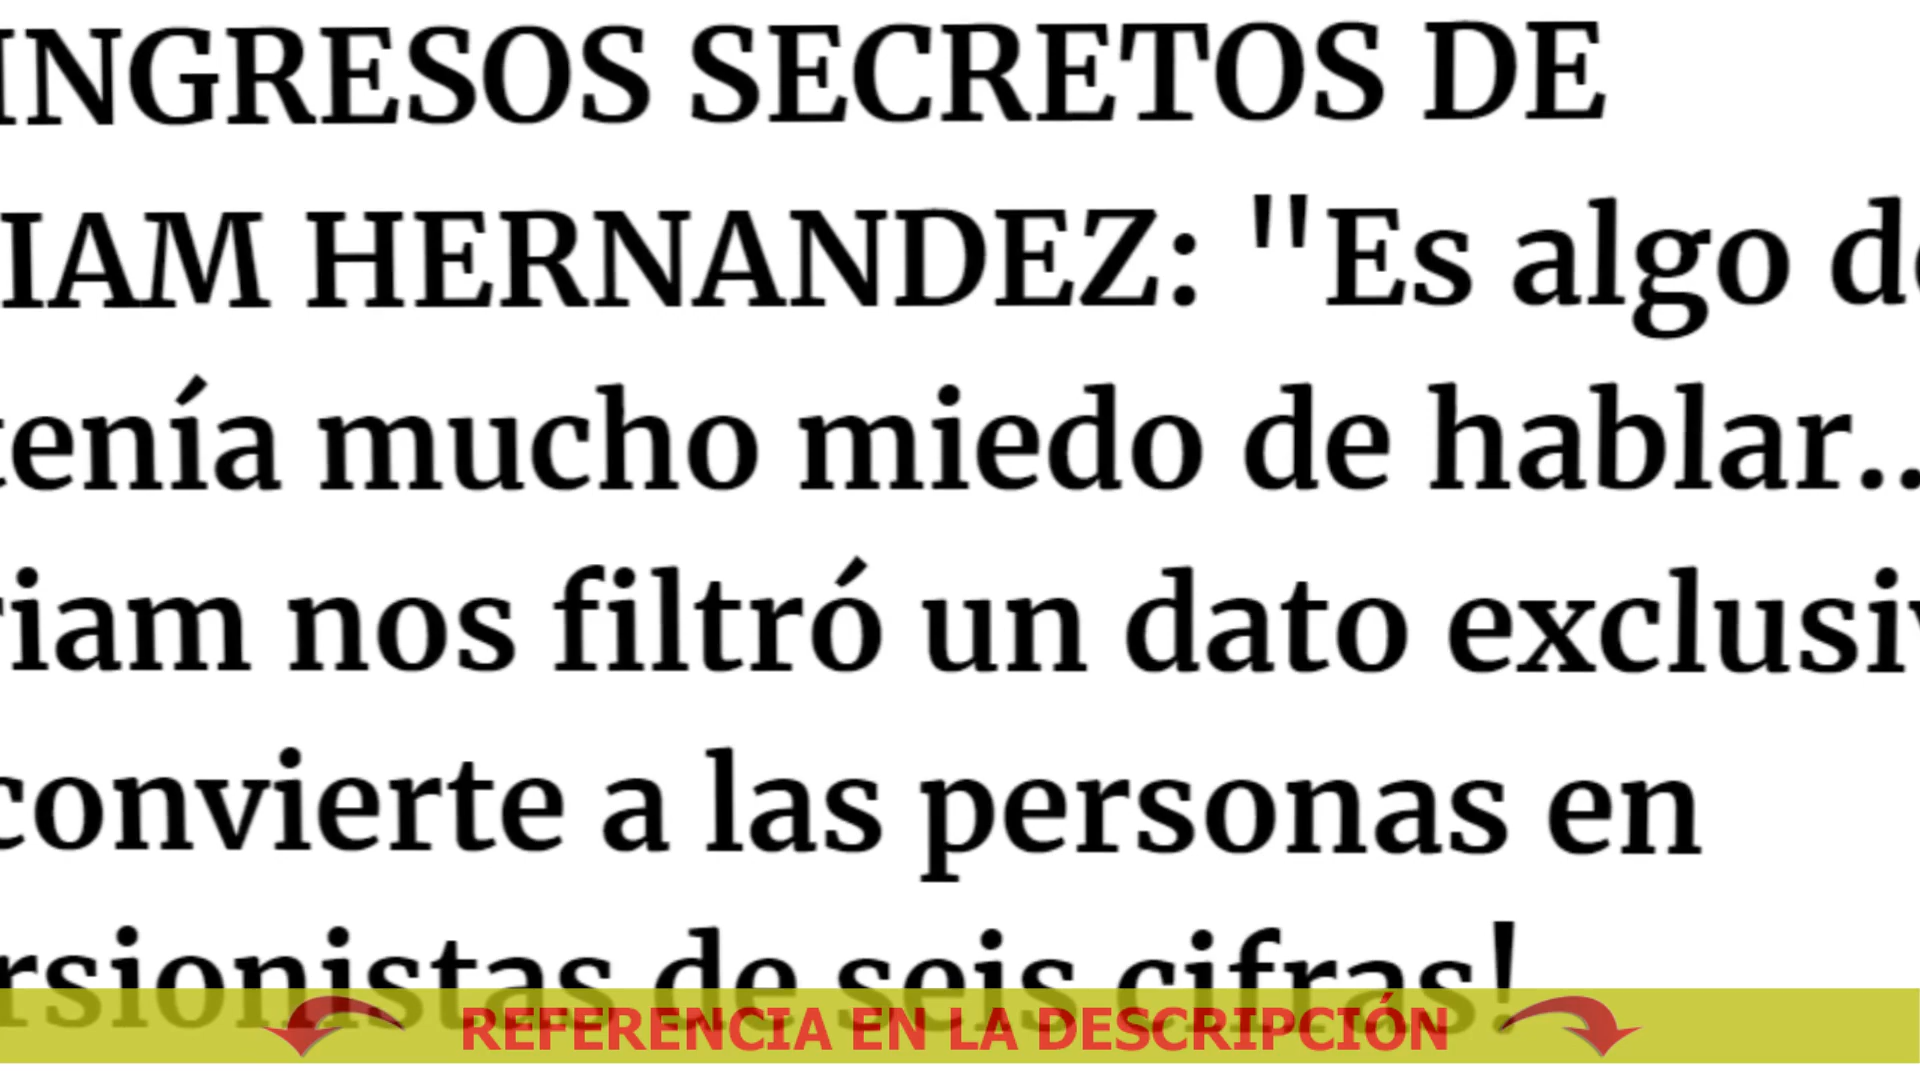 INGRESOS SECRETOS DE
IAM HERNANDEZ: "Es algo d
tenía mucho miedo de hablar..
riam nos filtró un dato exclusiv
convierte a las personas en
rsionistas de seis cifras!
REFERENCIA EN LA DESCRIPCIÓN